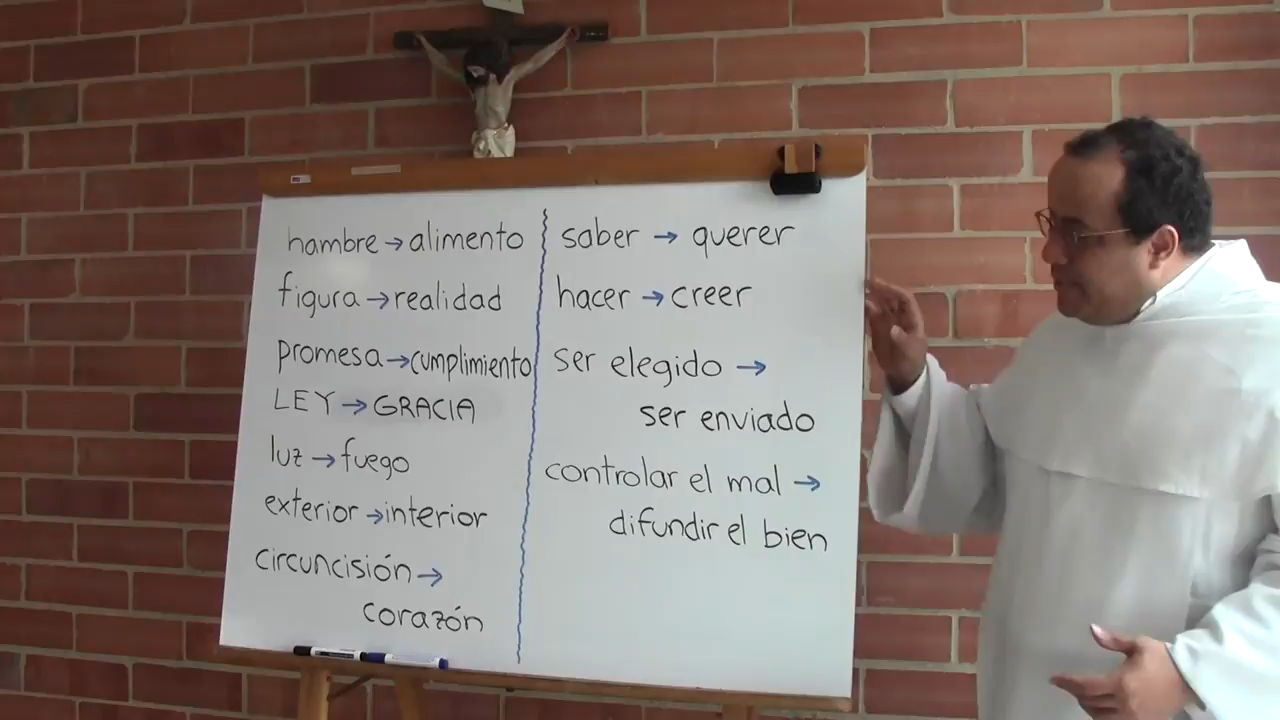 hambre → alimento
figura → realidad
promesa → cumplimiento
LEY → GRACIA
luz → fuego
exterior → interior
circuncisión →
corazón
saber → querer
hacer → creer
ser elegido →
ser enviado
controlar el mal →
difundir el bien